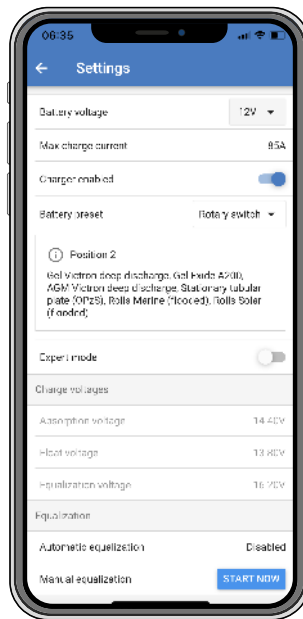 06:35
Settings
Battery voltage 12V
Max charge current 85A
Charger enabled
Battery preset Rotary switch
Position 2
Gel Victron deep discharge, Gel Exide A200,
AGM Victron deep discharge, Stationary tubular
plate (OPzS), Rolls Marine (flooded), Rolls Solar
(flooded)
Expert mode
Charge voltages
Absorption voltage 14.40V
Float voltage 13.80V
Equalization voltage 16.20V
Equalization
Automatic equalization Disabled
Manual equalization START NOW